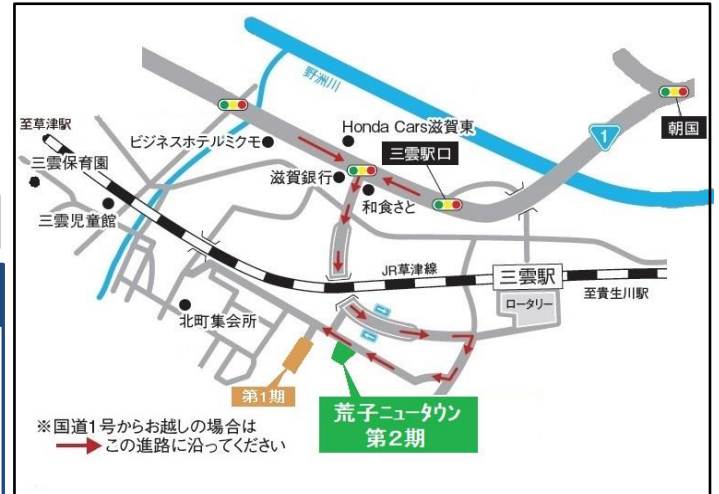 野洲川
至草津駅
三雲保育園
三雲児童館
ビジネスホテルミクモ
Honda Cars滋賀東
滋賀銀行
和食さと
三雲駅口
1
朝国
JR草津線
三雲駅
ロータリー
至貴生川駅
北町集会所
第1期
荒子ニュータウン
第2期
※国道1号からお越しの場合は
この進路に沿ってください